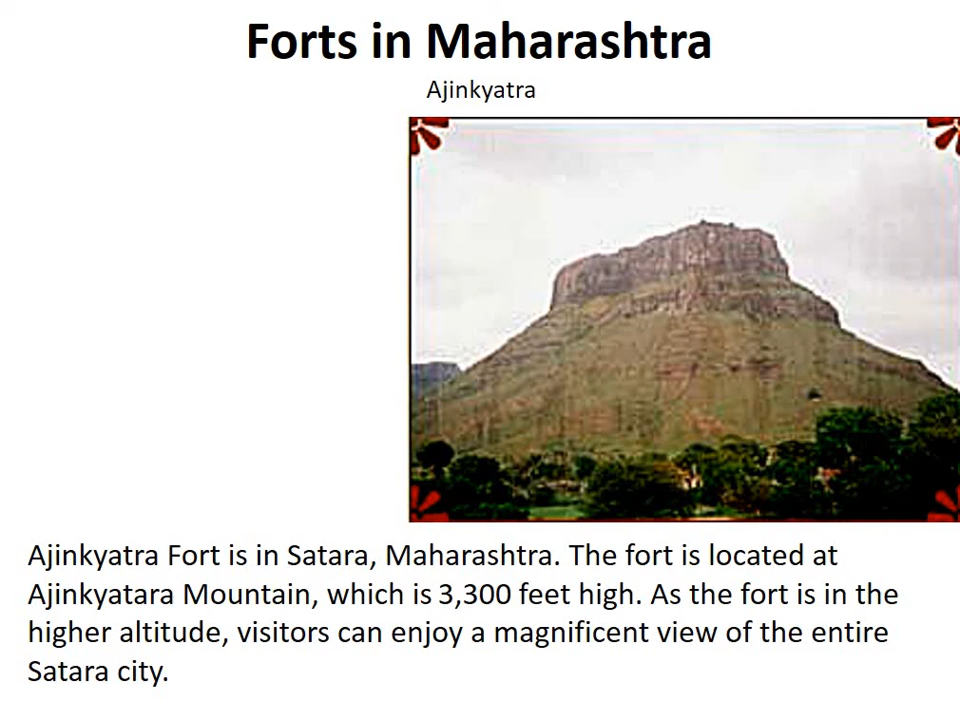 Forts in Maharashtra
Ajinkyatra
Ajinkyatra Fort is in Satara, Maharashtra. The fort is located at
Ajinkyatara Mountain, which is 3,300 feet high. As the fort is in the
higher altitude, visitors can enjoy a magnificent view of the entire
Satara city.